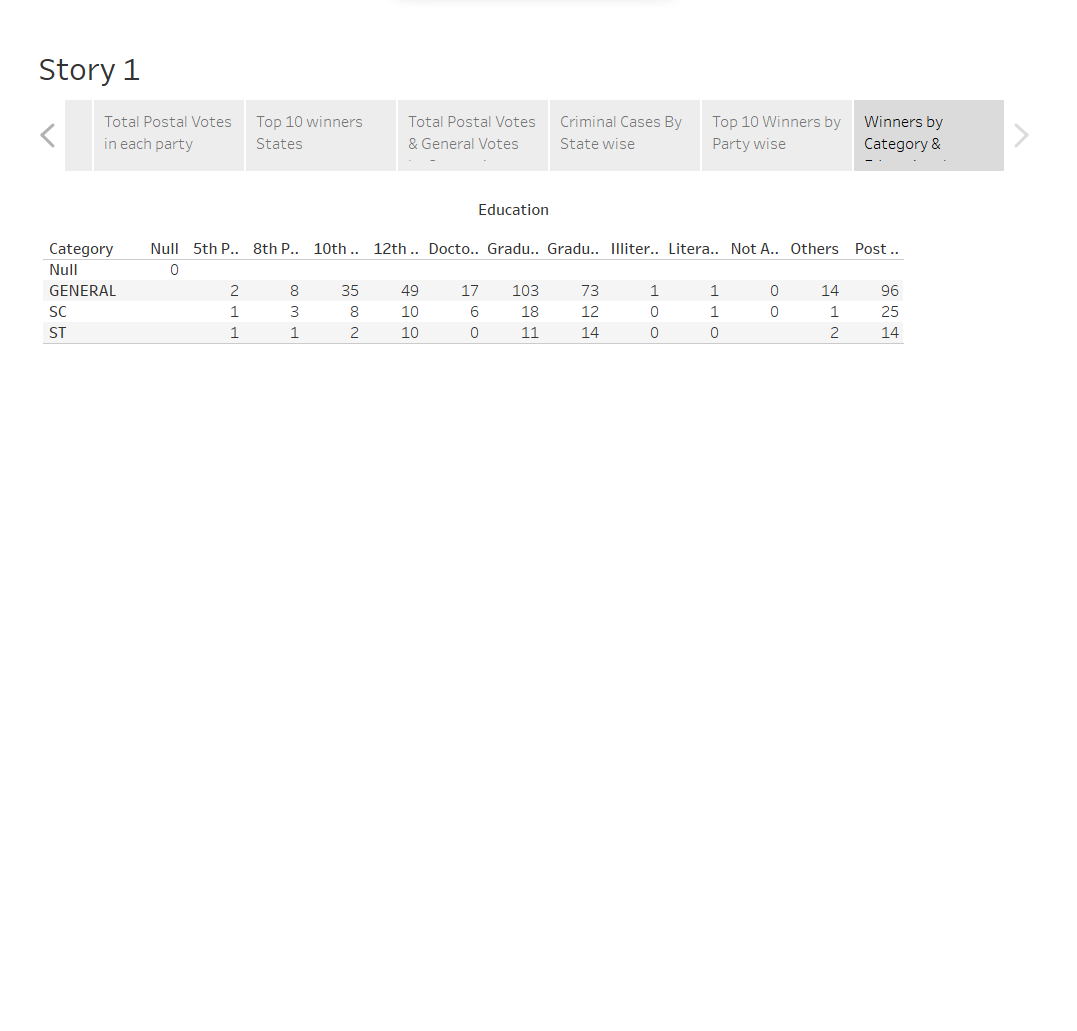 Story 1
Total Postal Votes
in each party
Top 10 winners
States
Total Postal Votes
& General Votes
Criminal Cases By
State wise
Top 10 Winners by
Party wise
Winners by
Category &
Education
Category Null 5th P.. 8th P.. 10th .. 12th .. Docto.. Gradu.. Gradu.. Illiter.. Litera.. Not A.. Others Post ..
Null 0
GENERAL 2 8 35 49 17 103 73 1 1 0 14 96
SC 1 3 8 10 6 18 12 0 1 0 1 25
ST 1 1 2 10 0 11 14 0 0 2 14